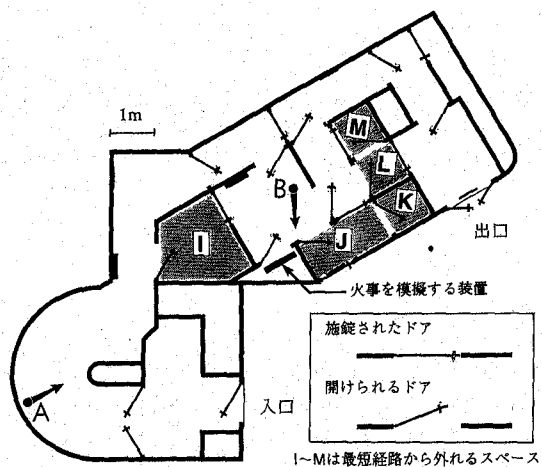 1m
M
L
B
K
I
J
出口
火事を模擬する装置
施錠されたドア
開けられるドア
A
入口
I~Mは最短経路から外れるスペース